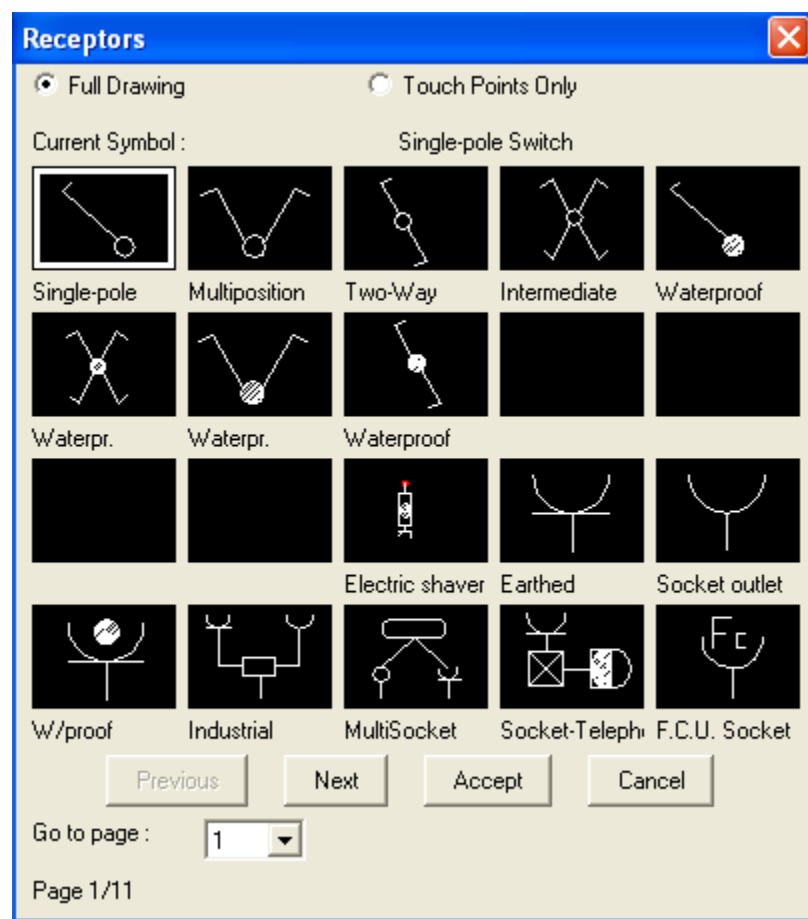 Receptors
Full Drawing Touch Points Only
Current Symbol : Single-pole Switch
Single-pole Multiposition Two-Way Intermediate Waterproof
Waterpr. Waterpr. Waterproof
Electric shaver Earthed Socket outlet
Fc
W/proof Industrial MultiSocket Socket-Teleph F.C.U. Socket
Previous Next Accept Cancel
Go to page : 1
Page 1/11